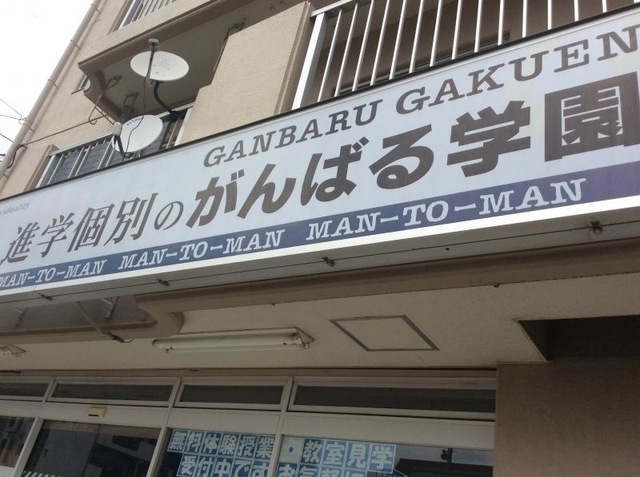 GANBARU GAKUEN
進学個別のがんばる学園
MAN-TO-MAN MAN-TO-MAN MAN-TO-MAN
無料体験授業
受付中です
教室見学